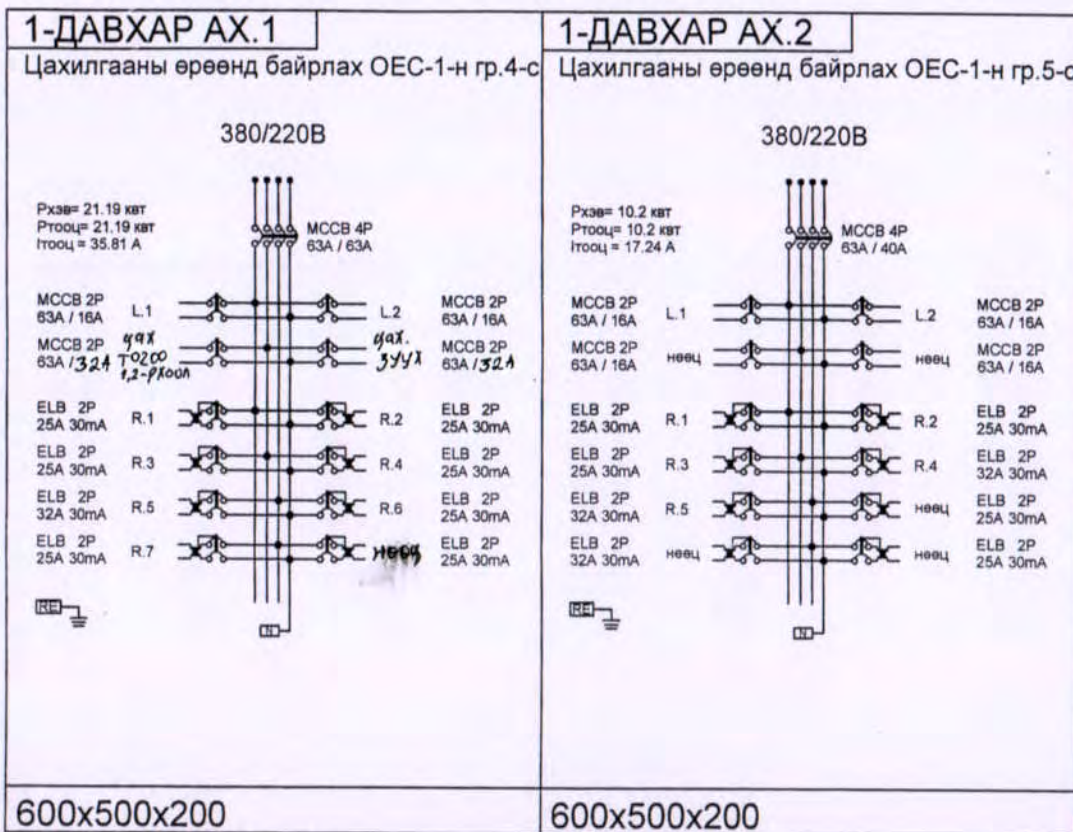 1-ДАВХАР АХ.1
Цахилгааны өрөөнд байрлах ОЕС-1-н гр.4-с
380/220В
Рхэв= 21.19 квт
Ртооц= 21.19 квт
Iтооц = 35.81 А
МССВ 4Р
63А / 63А
МССВ 2Р
63А / 16А
L.1
L.2
МССВ 2Р
63А / 16А
МССВ 2Р
63А /32А
цах
тогоо
цах.
зуух
МССВ 2Р
63А /32А
ELB 2P
25A 30mA
R.1
R.2
ELB 2P
25A 30mA
ELB 2P
25A 30mA
R.3
R.4
ELB 2P
25A 30mA
ELB 2P
32A 30mA
R.5
R.6
ELB 2P
25A 30mA
ELB 2P
25A 30mA
R.7
нөөц
ELB 2P
25A 30mA
RE
N
600x500x200
1-ДАВХАР АХ.2
Цахилгааны өрөөнд байрлах ОЕС-1-н гр.5-с
380/220В
Рхэв= 10.2 квт
Ртооц= 10.2 квт
Iтооц = 17.24 А
МССВ 4Р
63А / 40А
МССВ 2Р
63А / 16А
L.1
L.2
МССВ 2Р
63А / 16А
МССВ 2Р
63А / 16А
нөөц
нөөц
МССВ 2Р
63А / 16А
ELB 2P
25A 30mA
R.1
R.2
ELB 2P
25A 30mA
ELB 2P
25A 30mA
R.3
R.4
ELB 2P
32A 30mA
ELB 2P
32A 30mA
R.5
нөөц
ELB 2P
25A 30mA
ELB 2P
32A 30mA
нөөц
нөөц
ELB 2P
25A 30mA
RE
N
600x500x200